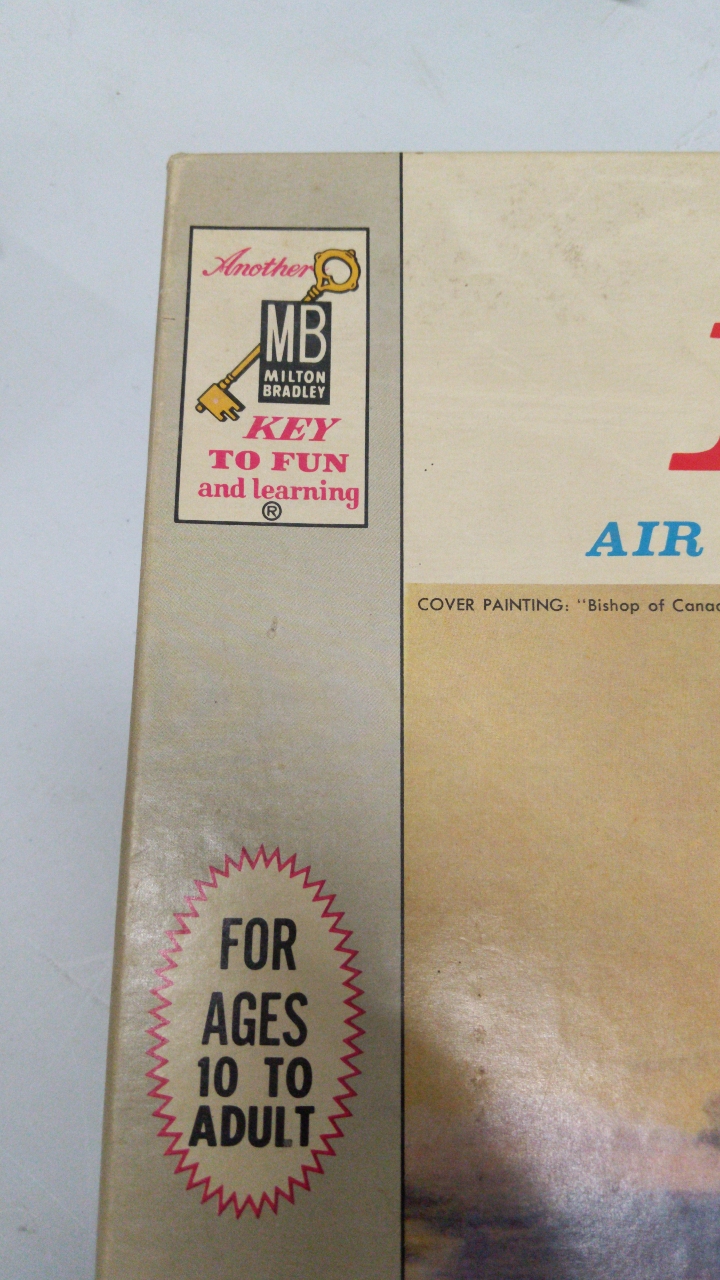 Another
MB
MILTON
BRADLEY
KEY
TO FUN
and learning
®
AIR
COVER PAINTING: "Bishop of Canad
FOR
AGES
10 TO
ADULT